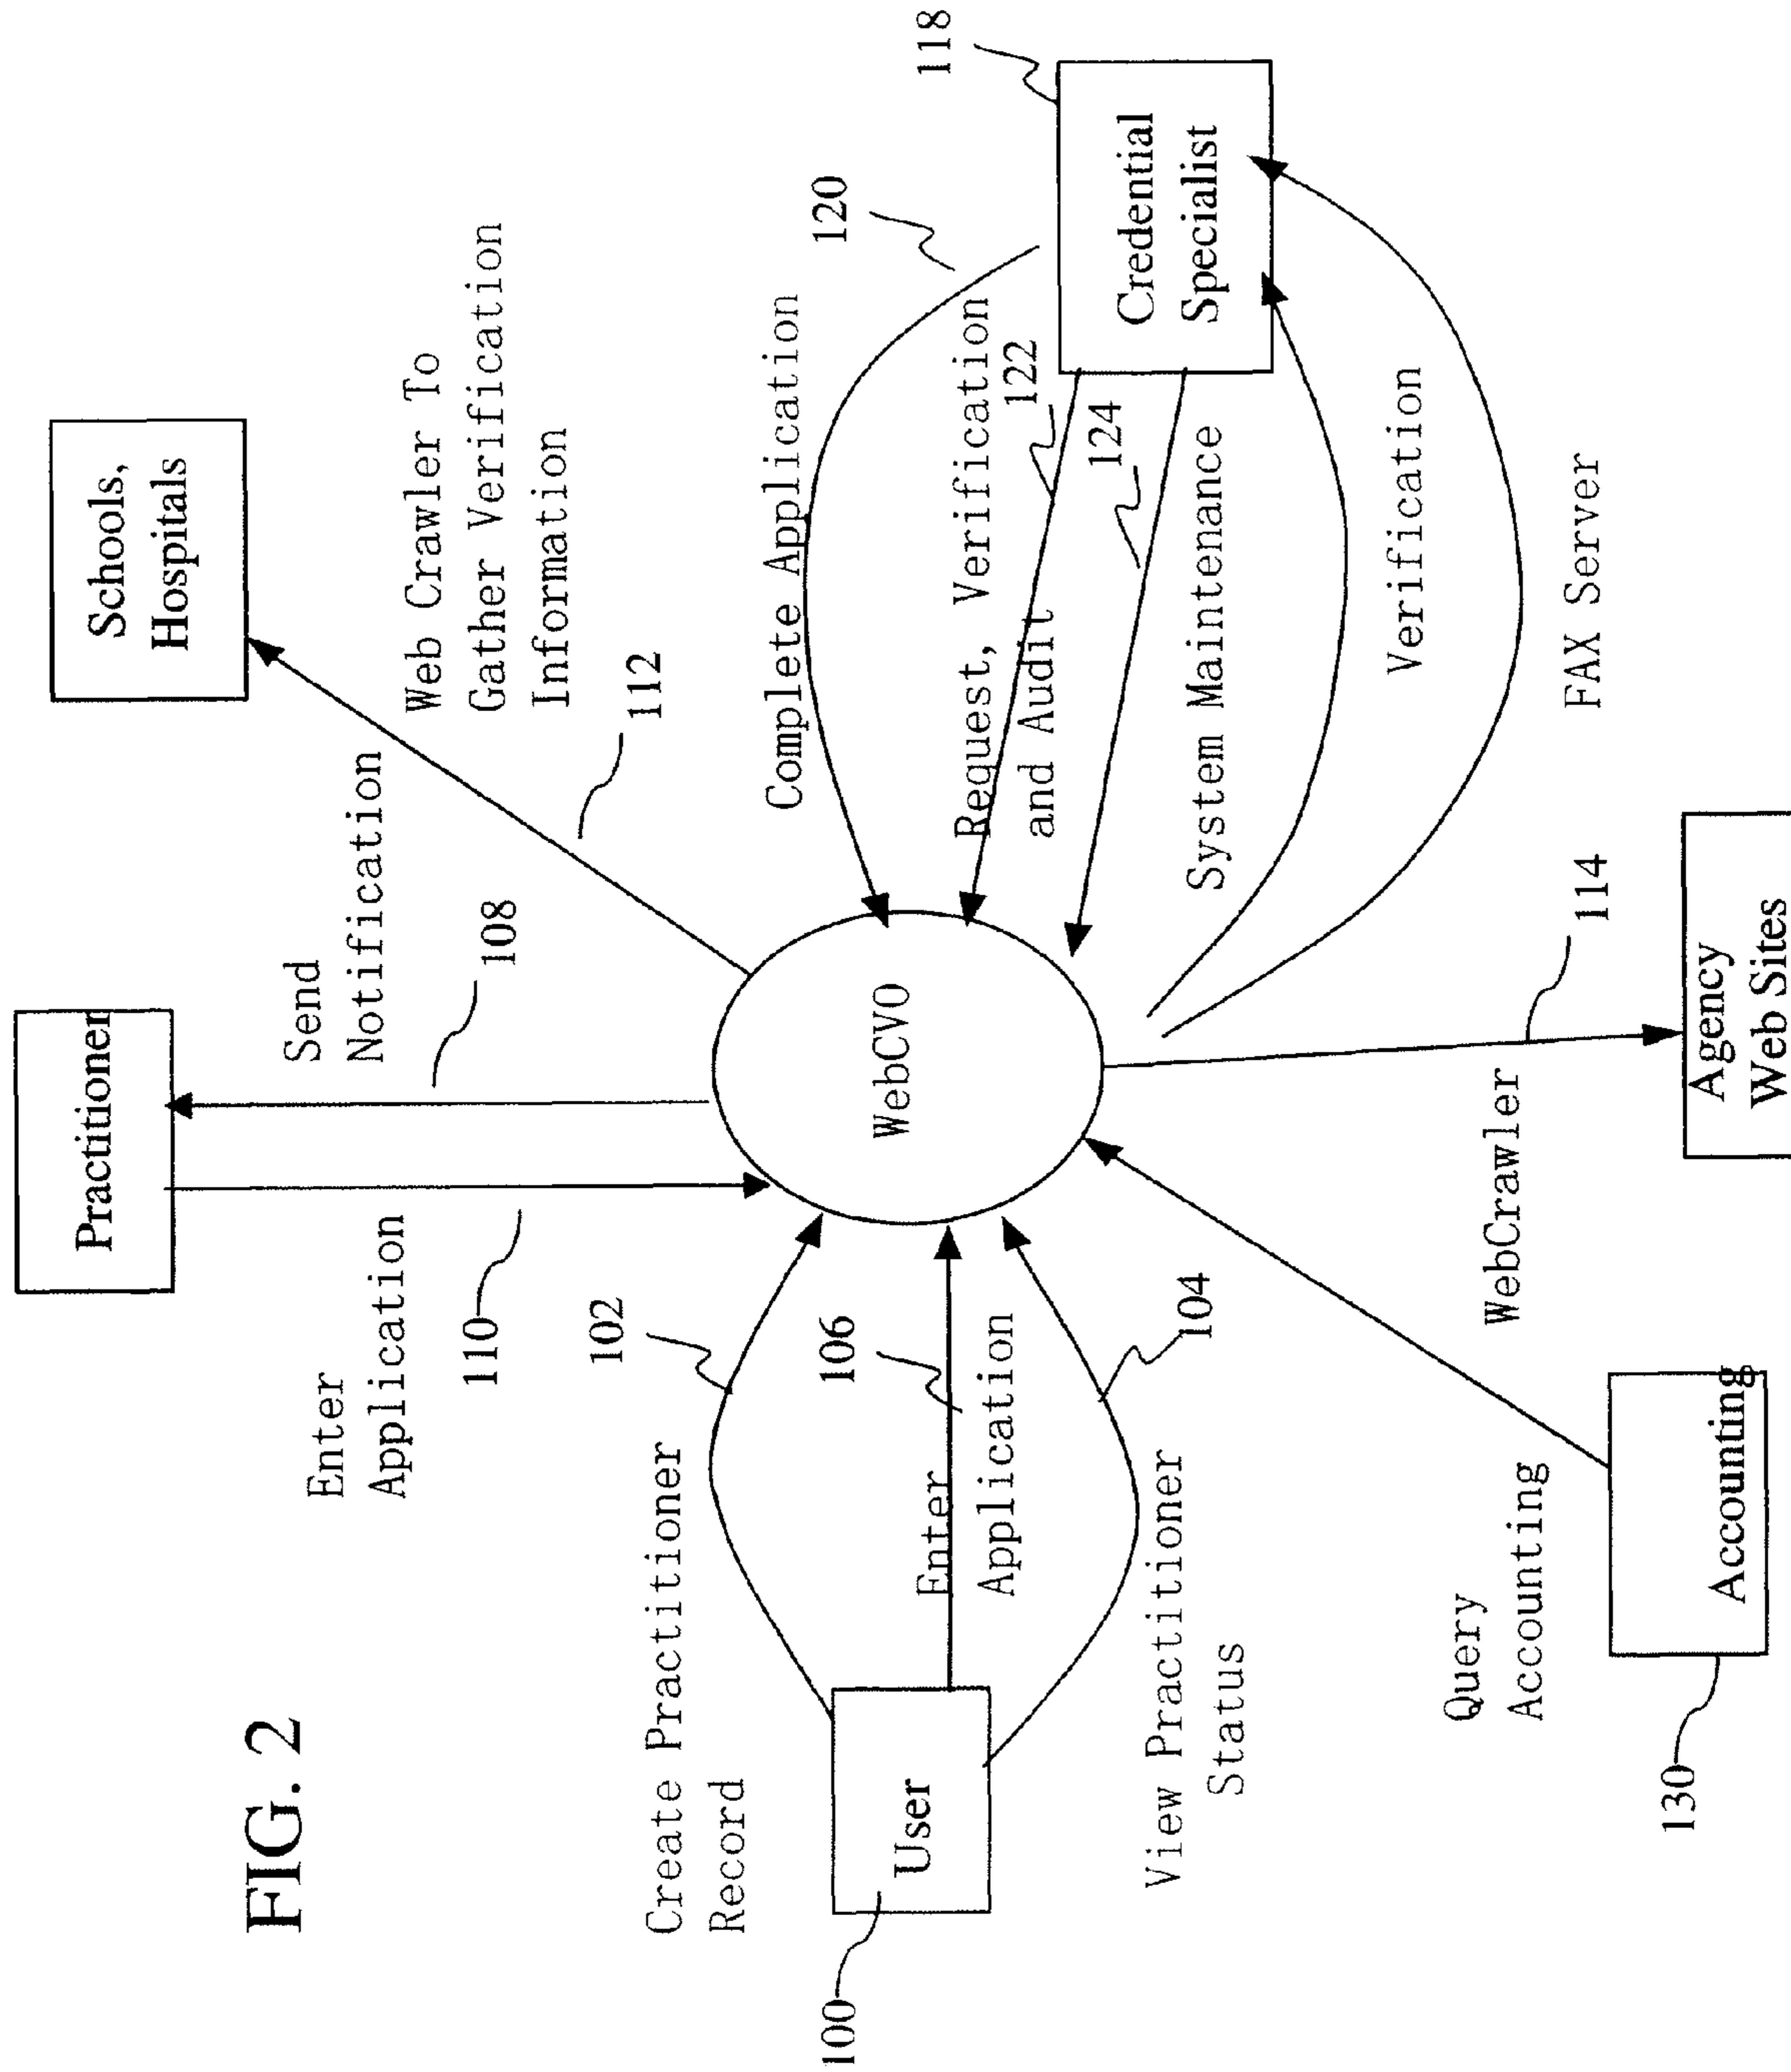 FIG. 2
Practitioner
Schools,
Hospitals
Enter
Application
110
Send
Notification
108
Web Crawler To
Gather Verification
Information
112
Create Practitioner
Record
102
Enter
Application
106
View Practitioner
Status
104
User
100
WebCVO
Complete Application
120
Request, Verification
and Audit
122
124
System Maintenance
Credential
Specialist
118
Verification
FAX Server
Query
Accounting
Accounting
130
WebCrawler
114
Agency
Web Sites